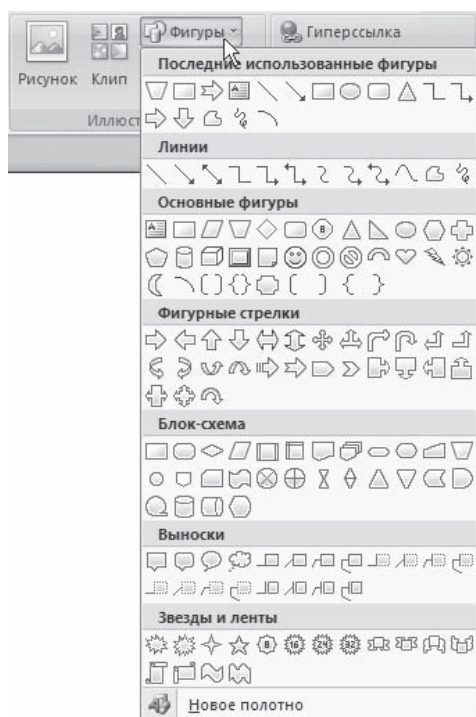 Фигуры
Гиперссылка
Рисунок
Клип
Иллюст
Последние использованные фигуры
Линии
Основные фигуры
Фигурные стрелки
Блок-схема
Выноски
Звезды и ленты
Новое полотно